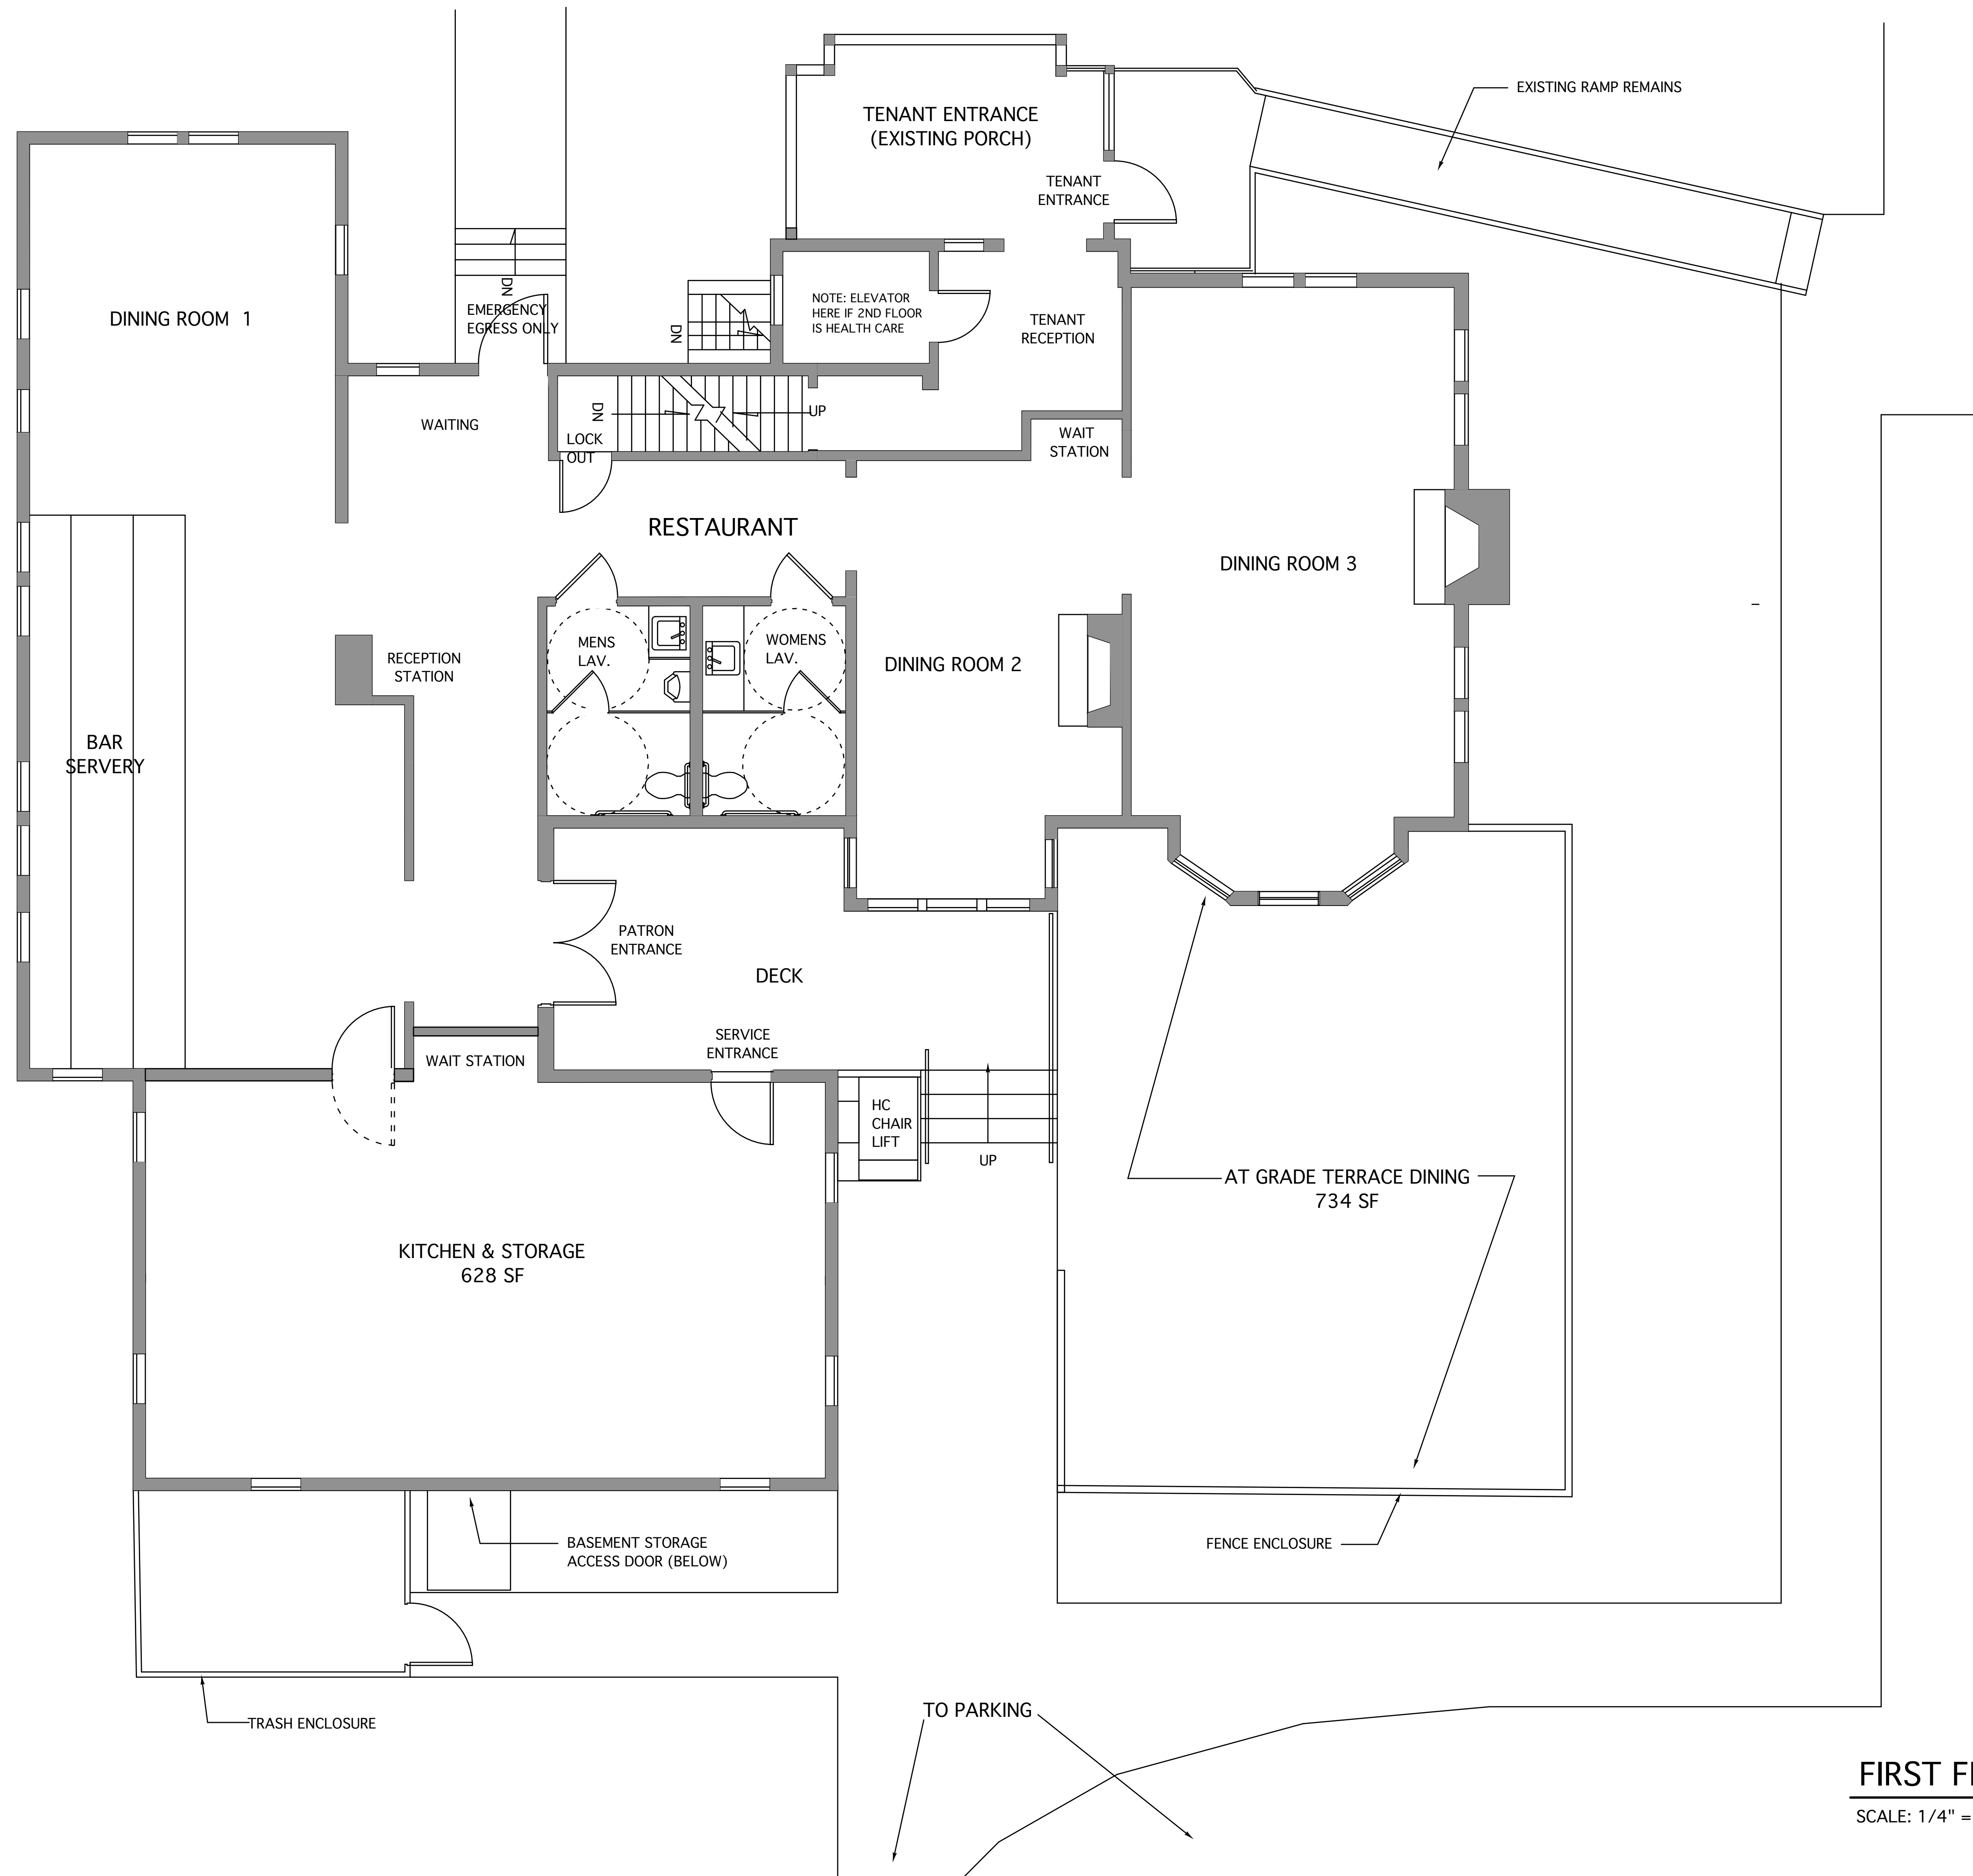 EXISTING RAMP REMAINS
TENANT ENTRANCE
(EXISTING PORCH)
TENANT
ENTRANCE
DINING ROOM 1
DN
EMERGENCY
EGRESS ONLY
NOTE: ELEVATOR
HERE IF 2ND FLOOR
IS HEALTH CARE
DN
TENANT
RECEPTION
WAITING
DN
UP
LOCK
OUT
WAIT
STATION
RESTAURANT
DINING ROOM 3
MENS
LAV.
WOMENS
LAV.
RECEPTION
STATION
DINING ROOM 2
BAR
SERVERY
PATRON
ENTRANCE
DECK
SERVICE
ENTRANCE
WAIT STATION
HC
CHAIR
LIFT
UP
AT GRADE TERRACE DINING
734 SF
KITCHEN & STORAGE
628 SF
BASEMENT STORAGE
ACCESS DOOR (BELOW)
FENCE ENCLOSURE
TO PARKING
TRASH ENCLOSURE
FIRST
SCALE: 1/4" =